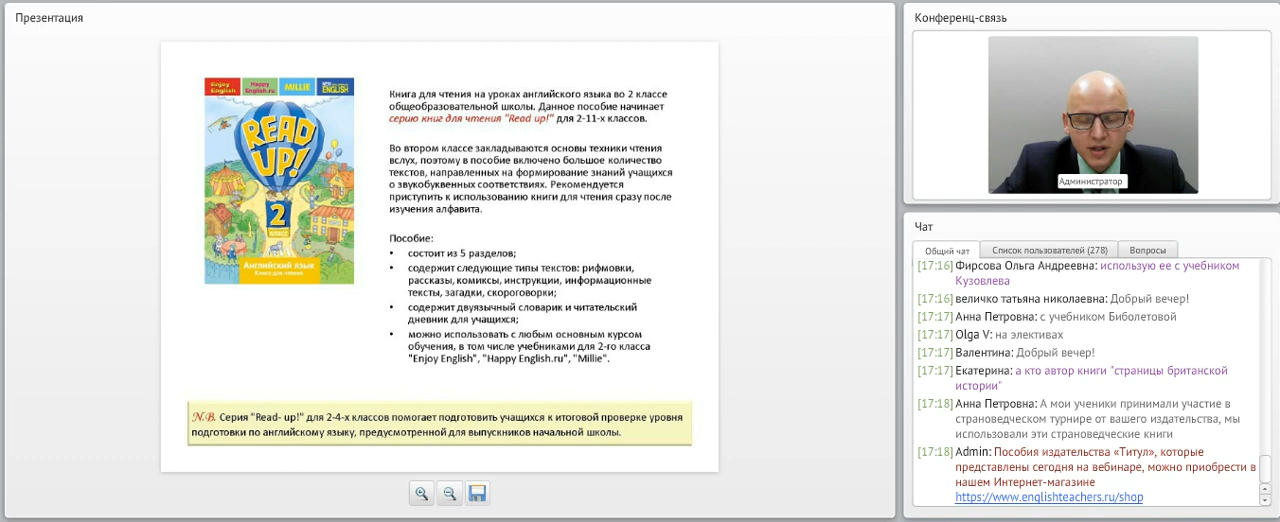 Презентация
Enjoy
English
Happy
English.ru
MILLIE
ENGLISH
READ
UP!
2
Английский язык
Книга для чтения
Книга для чтения на уроках английского языка во 2 классе
общеобразовательной школы. Данное пособие начинает
серию книг для чтения "Read up!" для 2-11-х классов.
Во втором классе закладываются основы техники чтения
вслух, поэтому в пособие включено большое количество
текстов, направленных на формирование знаний учащихся
о звукобуквенных соответствиях. Рекомендуется
приступить к использованию книги для чтения сразу после
изучения алфавита.
Пособие:
• состоит из 5 разделов;
• содержит следующие типы текстов: рифмовки,
рассказы, комиксы, инструкции, информационные
тексты, загадки, скороговорки;
• содержит двуязычный словарик и читательский
дневник для учащихся;
• можно использовать с любым основным курсом
обучения, в том числе учебниками для 2-го класса
"Enjoy English", "Happy English.ru", "Millie".
N.B. Серия "Read- up!" для 2-4-х классов помогает подготовить учащихся к итоговой проверке уровня
подготовки по английскому языку, предусмотренной для выпускников начальной школы.
Конференц-связь
Администратор
Чат
Общий чат
Список пользователей (278)
Вопросы
[17:16] Фирсова Ольга Андреевна: использую ее с учебником
Кузовлева
[17:16] величко татьяна николаевна: Добрый вечер!
[17:17] Анна Петровна: с учебником Биболетовой
[17:17] Olga V: на элективах
[17:17] Валентина: Добрый вечер!
[17:17] Екатерина: а кто автор книги "страницы британской
истории"
[17:18] Анна Петровна: А мои ученики принимали участие в
страноведческом турнире от вашего издательства, мы
использовали эти страноведческие книги
[17:18] Admin: Пособия издательства «Титул», которые
представлены сегодня на вебинаре, можно приобрести в
нашем Интернет-магазине
https://www.englishteachers.ru/shop